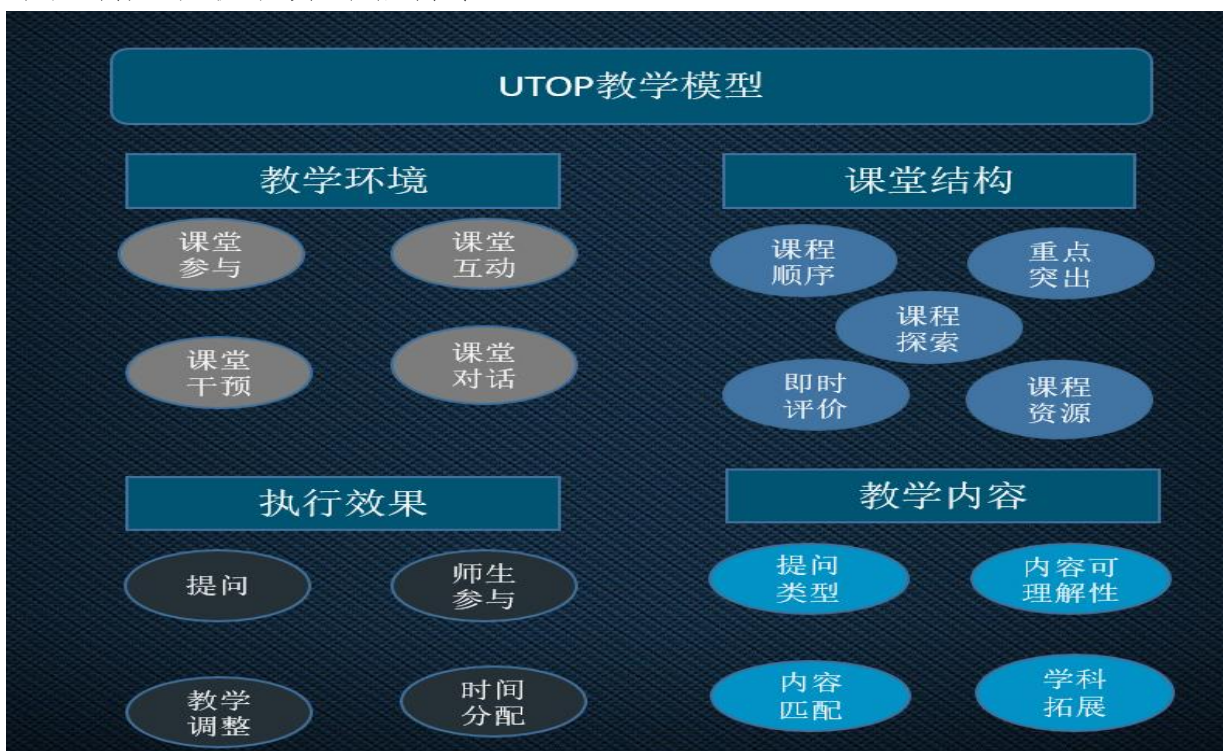 UTOP教学模型
教学环境
课堂
参与
课堂
互动
课堂
干预
课堂
对话
课堂结构
课程
顺序
重点
突出
课程
探索
即时
评价
课程
资源
执行效果
提问
师生
参与
教学
调整
时间
分配
教学内容
提问
类型
内容可
理解性
内容
匹配
学科
拓展